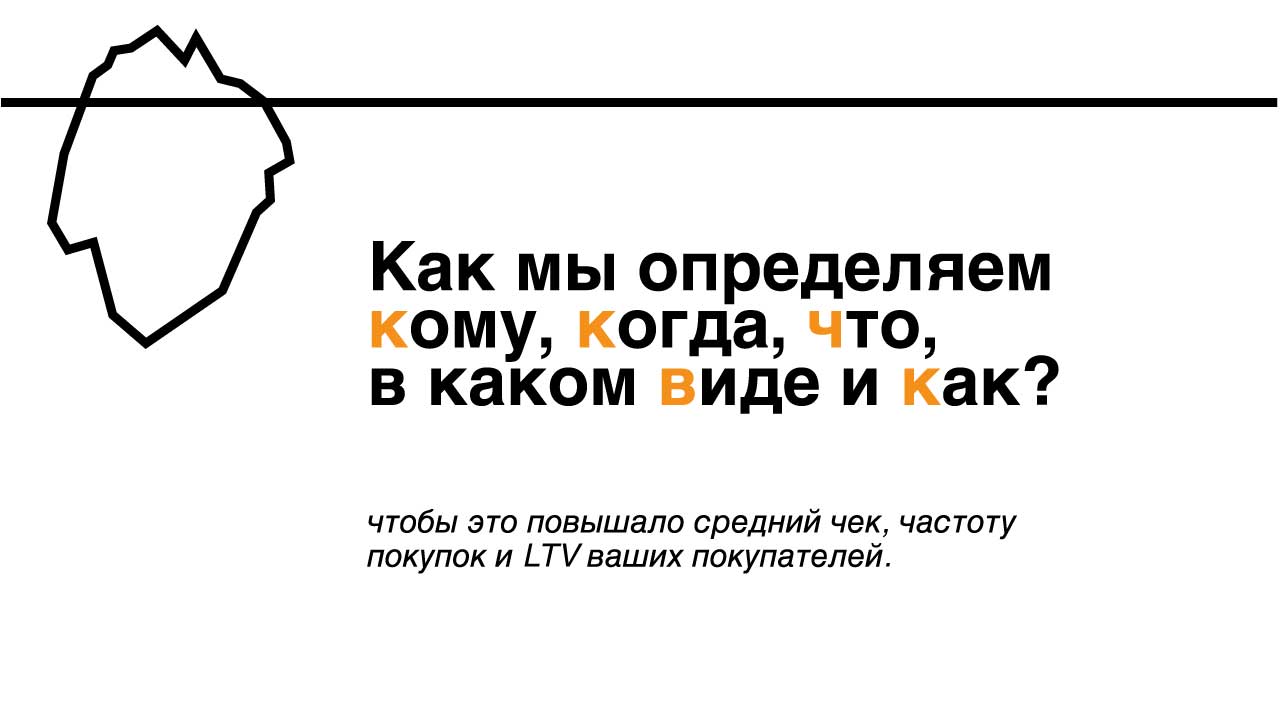 Как мы определяем
кому, когда, что,
в каком виде и как?
чтобы это повышало средний чек, частоту
покупок и LTV ваших покупателей.